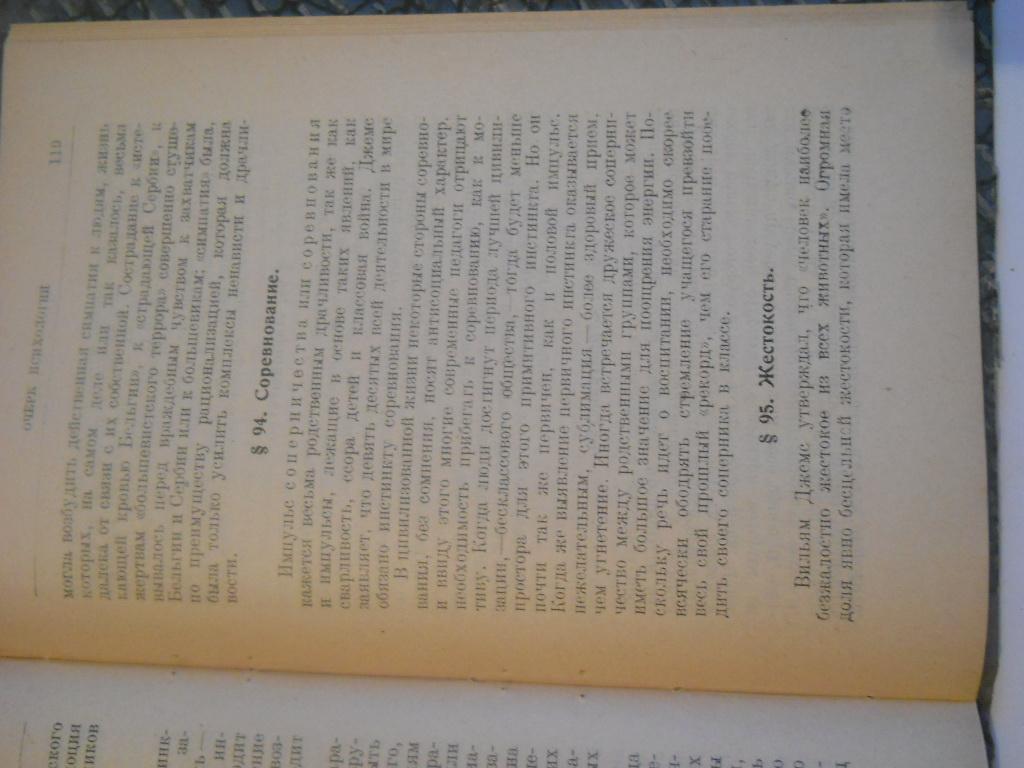 ОЧЕРК ПСИХОЛОГИИ 119
могла возбудить действенная симпатия к людям, жизнь
которых, на самом деле или так казалось, весьма
далека от связи с их собственной. Сострадание к «исте-
кающей кровью Бельгии», к «страдающей Сербии», к
жертвам «большевистского террора» совершенно стуше-
вывалось перед враждебным чувством к захватчикам
Бельгии и Сербии или к большевикам; «симпатия» была,
по преимуществу рационализацией, которая должна
была только усилить комплексы ненависти и драчли-
вости.
§ 94. Соревнование.
Импульс соперничества или соревнования
кажется весьма родственным драчливости, так же как
и импульсы, лежащие в основе таких явлений, как
сварливость, ссора детей и классовая война. Джемс
заявляет, что девять десятых всей деятельности в мире
обязано инстинкту соревнования.
В цивилизованной жизни некоторые стороны соревно-
вания, без сомнения, носят антисоциальный характер,
и ввиду этого многие современные педагоги отрицают
необходимость прибегать к соревнованию, как к мо-
тиву. Когда люди достигнут периода лучшей цивили-
зации, — бесклассового общества, — тогда будет меньше
простора для этого примитивного инстинкта. Но он
почти так же первичен, как и половой импульс.
Когда же выявление первичного инстинкта оказывается
нежелательным, сублимация — более здоровый прием,
чем угнетение. Иногда встречается дружеское соперни-
чество между родственными группами, которое может
иметь большое значение для поощрения энергии. По-
скольку речь идет о воспитании, необходимо скорее
всячески ободрять стремление учащегося превзойти
весь свой прошлый «рекорд», чем его старание побе-
дить своего соперника в классе.
§ 95. Жестокость.
Вильям Джемс утверждал, что «человек наиболее
безжалостно жестокое из всех животных». Огромная
доля явно бесцельной жестокости, которая имела место